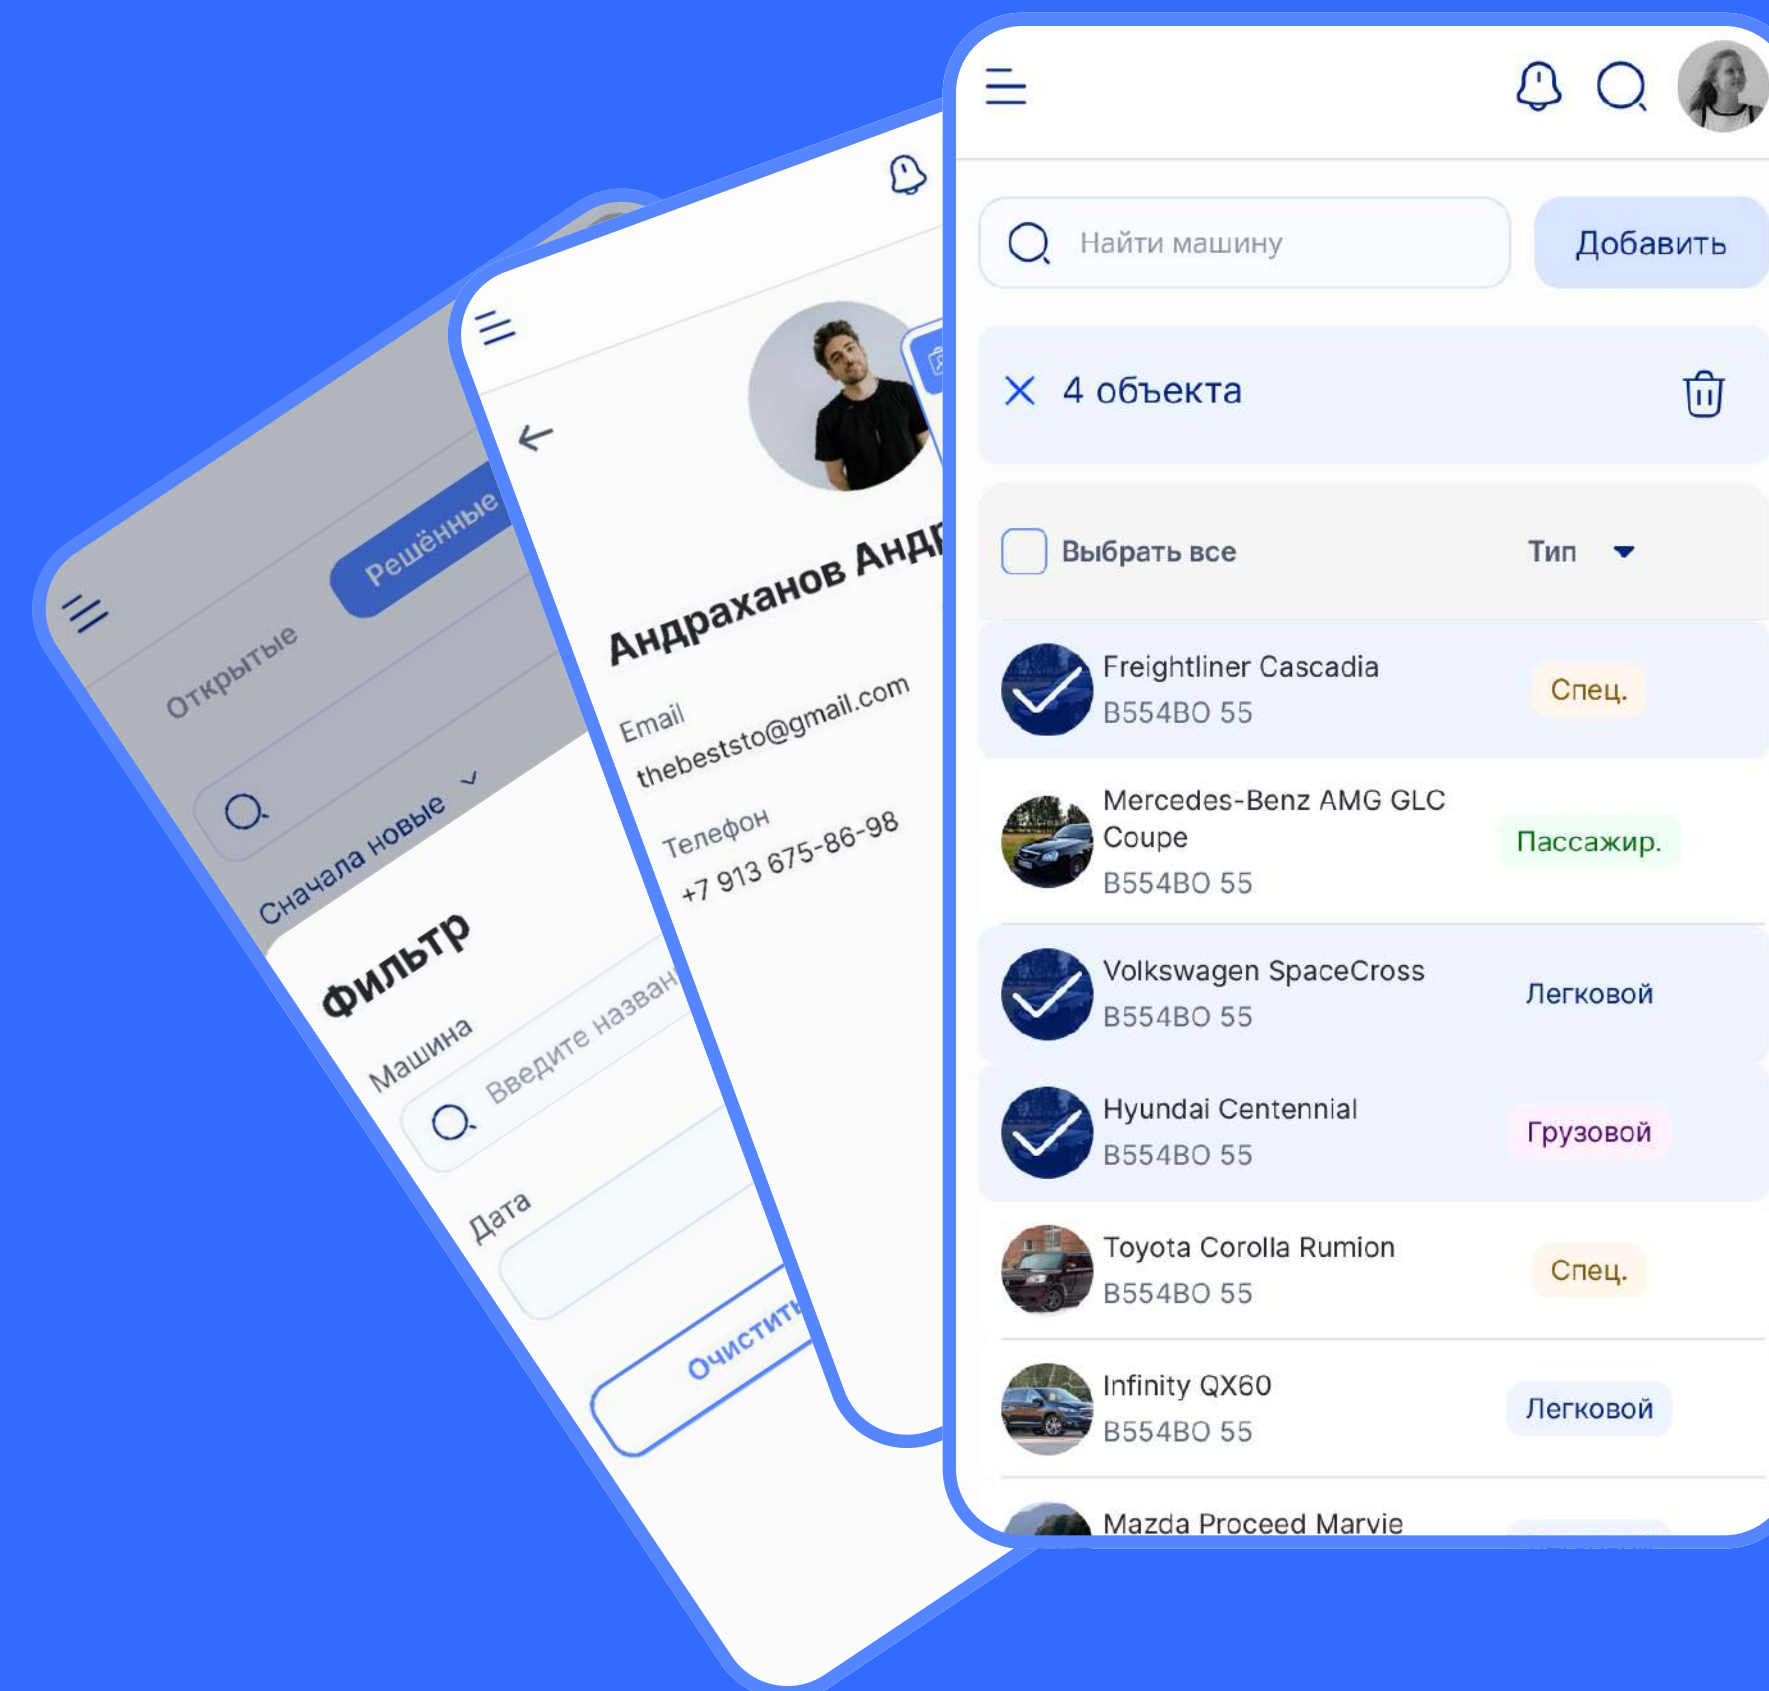 Открытые
Решённые
Сначала новые
Фильтр
Машина
Введите назван
Дата
Очистить
Андраханов Андр
Email
thebeststo@gmail.com
Телефон
+7 913 675-86-98
Найти машину
Добавить
4 объекта
Выбрать все
Тип
Freightliner Cascadia
B554BO 55
Спец.
Mercedes-Benz AMG GLC
Coupe
B554BO 55
Пассажир.
Volkswagen SpaceCross
B554BO 55
Легковой
Hyundai Centennial
B554BO 55
Грузовой
Toyota Corolla Rumion
B554BO 55
Спец.
Infinity QX60
B554BO 55
Легковой
Mazda Proceed Marvie